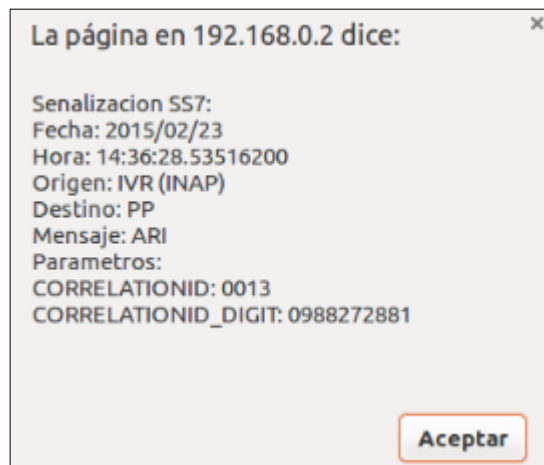 La página en 192.168.0.2 dice:
Senalizacion SS7:
Fecha: 2015/02/23
Hora: 14:36:28.53516200
Origen: IVR (INAP)
Destino: PP
Mensaje: ARI
Parametros:
CORRELATIONID: 0013
CORRELATIONID_DIGIT: 0988272881
Aceptar